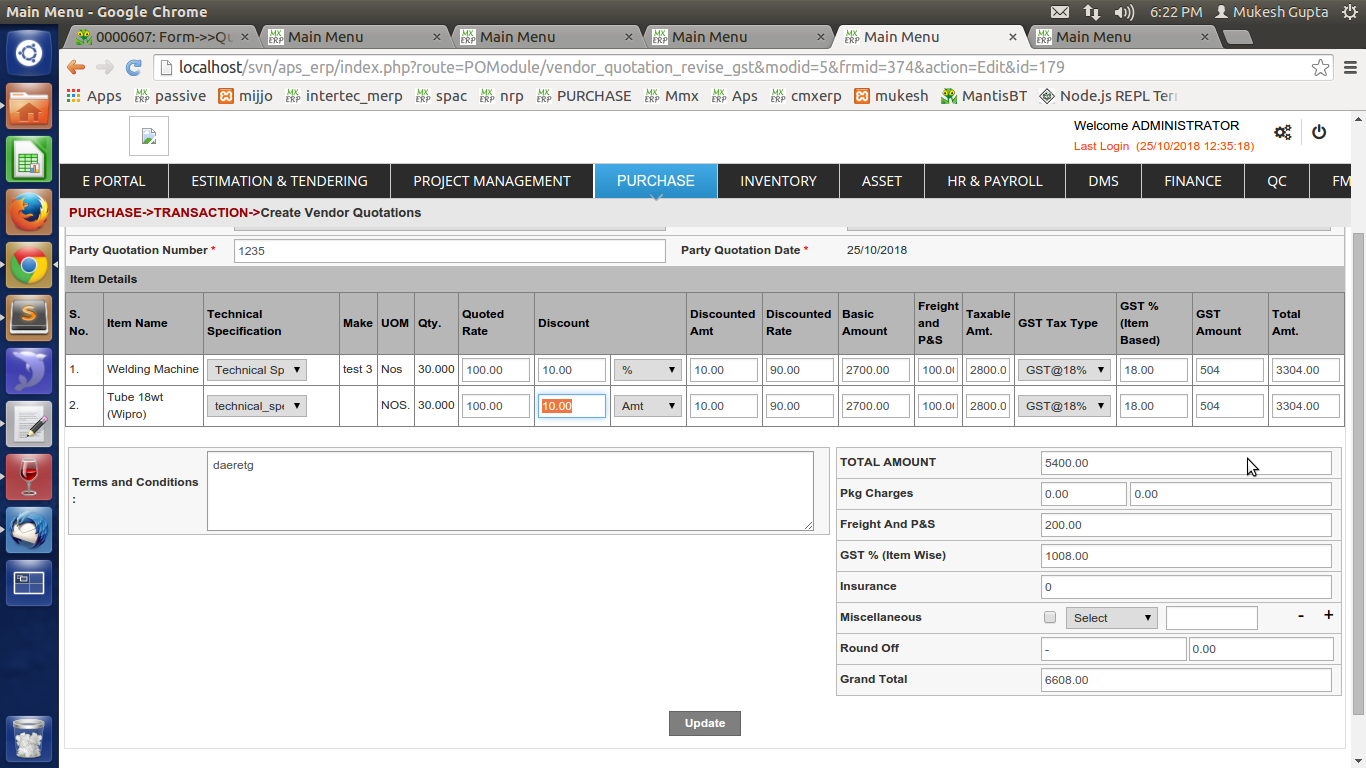 Main Menu - Google Chrome
6:22 PM Mukesh Gupta
0000607: Form->>Qu
Main Menu
Main Menu
Main Menu
Main Menu
Main Menu
localhost/svn/aps_erp/index.php?route=POModule/vendor_quotation_revise_gst&modid=5&frmid=374&action=Edit&id=179
Apps passive mijjo intertec_merp spac nrp PURCHASE Mmx Aps cmxerp mukesh MantisBT Node.js REPL Ter
Welcome ADMINISTRATOR
Last Login (25/10/2018 12:35:18)
E PORTAL ESTIMATION & TENDERING PROJECT MANAGEMENT PURCHASE INVENTORY ASSET HR & PAYROLL DMS FINANCE QC FM
PURCHASE->TRANSACTION->Create Vendor Quotations
Party Quotation Number * 1235 Party Quotation Date * 25/10/2018
Item Details
S. No. Item Name Technical Specification Make UOM Qty. Quoted Rate Discount Discounted Amt Discounted Rate Basic Amount Freight and P&S Taxable Amt. GST Tax Type GST % (Item Based) GST Amount Total Amt.
1. Welding Machine Technical Sp test 3 Nos 30.000 100.00 10.00 % 10.00 90.00 2700.00 100.0 2800.0 GST@18% 18.00 504 3304.00
2. Tube 18wt (Wipro) technical_spe NOS. 30.000 100.00 10.00 Amt 10.00 90.00 2700.00 100.0 2800.0 GST@18% 18.00 504 3304.00
Terms and Conditions : daeretg
TOTAL AMOUNT 5400.00
Pkg Charges 0.00 0.00
Freight And P&S 200.00
GST % (Item Wise) 1008.00
Insurance 0
Miscellaneous Select - +
Round Off - 0.00
Grand Total 6608.00
Update